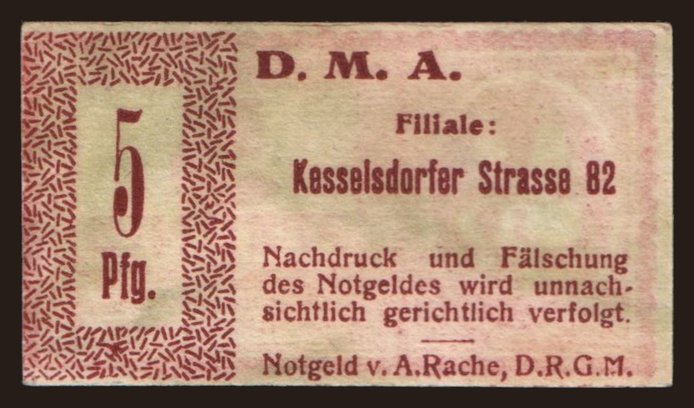 5
Pfg.
D. M. A.
Filiale:
Kesselsdorfer Strasse 82
Nachdruck und Fälschung
des Notgeldes wird unnach-
sichtlich gerichtlich verfolgt.
Notgeld v. A. Rache, D.R.G.M.